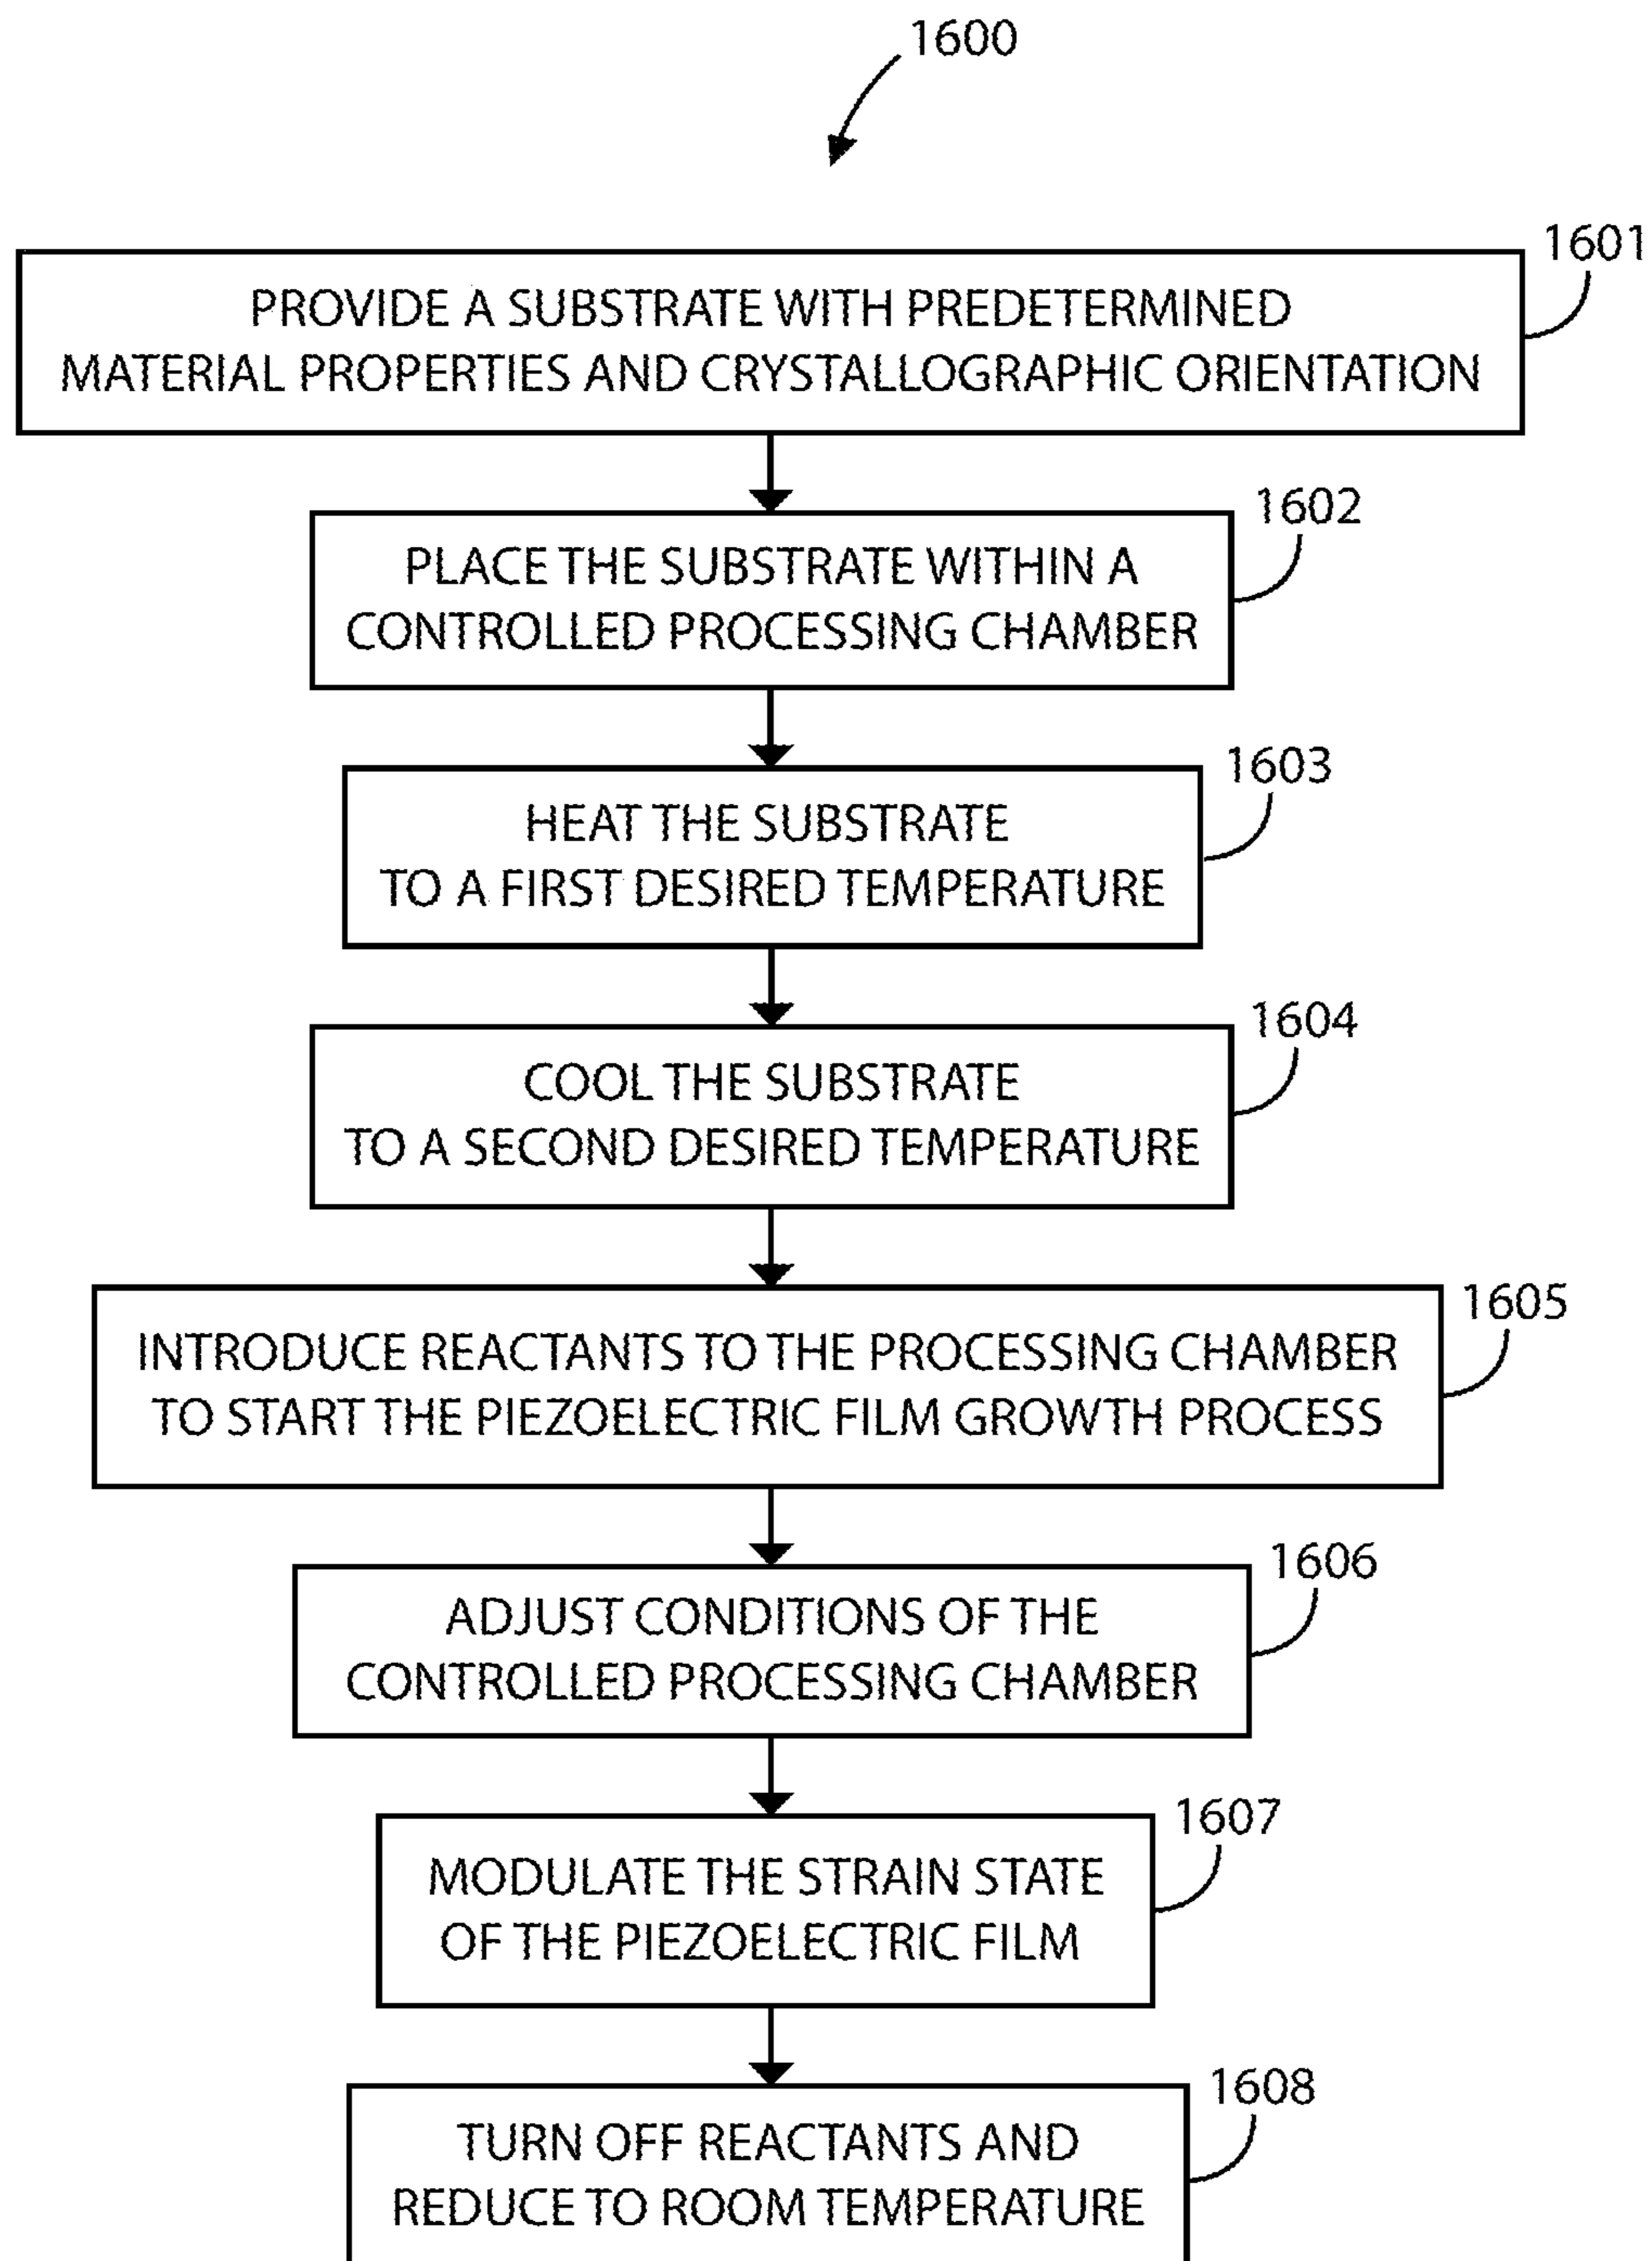 1600
1601
PROVIDE A SUBSTRATE WITH PREDETERMINED
MATERIAL PROPERTIES AND CRYSTALLOGRAPHIC ORIENTATION
1602
PLACE THE SUBSTRATE WITHIN A
CONTROLLED PROCESSING CHAMBER
1603
HEAT THE SUBSTRATE
TO A FIRST DESIRED TEMPERATURE
1604
COOL THE SUBSTRATE
TO A SECOND DESIRED TEMPERATURE
1605
INTRODUCE REACTANTS TO THE PROCESSING CHAMBER
TO START THE PIEZOELECTRIC FILM GROWTH PROCESS
1606
ADJUST CONDITIONS OF THE
CONTROLLED PROCESSING CHAMBER
1607
MODULATE THE STRAIN STATE
OF THE PIEZOELECTRIC FILM
1608
TURN OFF REACTANTS AND
REDUCE TO ROOM TEMPERATURE